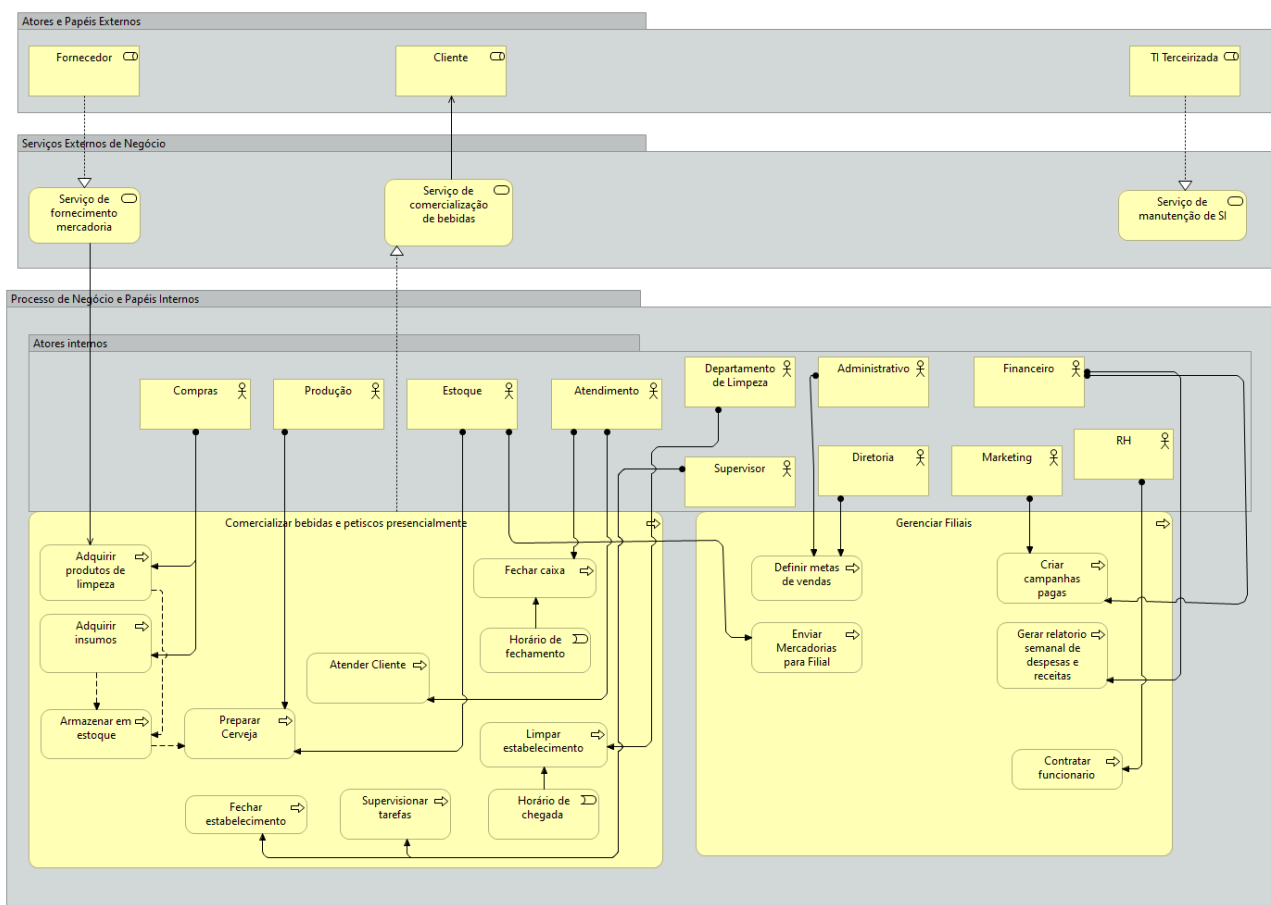 Atores e Papéis Externos
Fornecedor
Cliente
TI Terceirizada
Serviços Externos de Negócio
Serviço de
fornecimento
mercadoria
Serviço de
comercialização
de bebidas
Serviço de
manutenção de SI
Processo de Negócio e Papéis Internos
Atores internos
Compras
Produção
Estoque
Atendimento
Departamento
de Limpeza
Administrativo
Financeiro
Supervisor
Diretoria
Marketing
RH
Comercializar bebidas e petiscos presencialmente
Adquirir
produtos de
limpeza
Adquirir
insumos
Armazenar em
estoque
Preparar
Cerveja
Atender Cliente
Fechar caixa
Horário de
fechamento
Limpar
estabelecimento
Horário de
chegada
Fechar
estabelecimento
Supervisionar
tarefas
Gerenciar Filiais
Definir metas
de vendas
Enviar
Mercadorias
para Filial
Criar
campanhas
pagas
Gerar relatorio
semanal de
despesas e
receitas
Contratar
funcionario